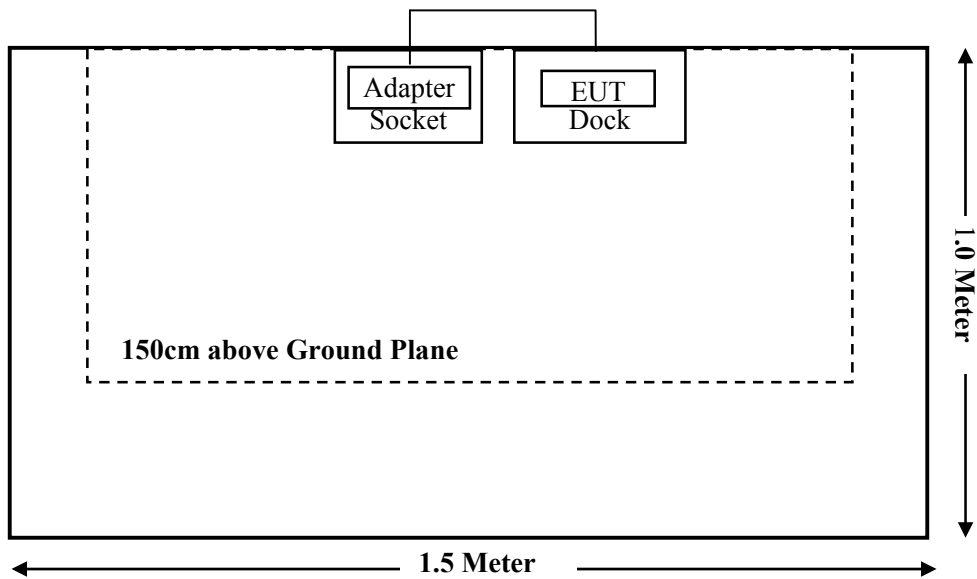 Adapter
Socket
EUT
Dock
150cm above Ground Plane
1.0 Meter
1.5 Meter